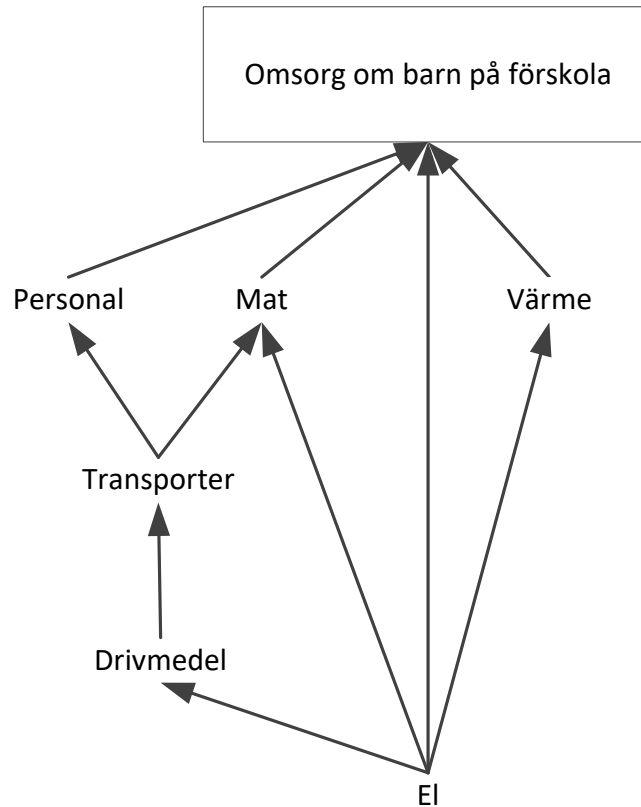 Omsorg om barn på förskola
Personal
Mat
Värme
Transporter
Drivmedel
El